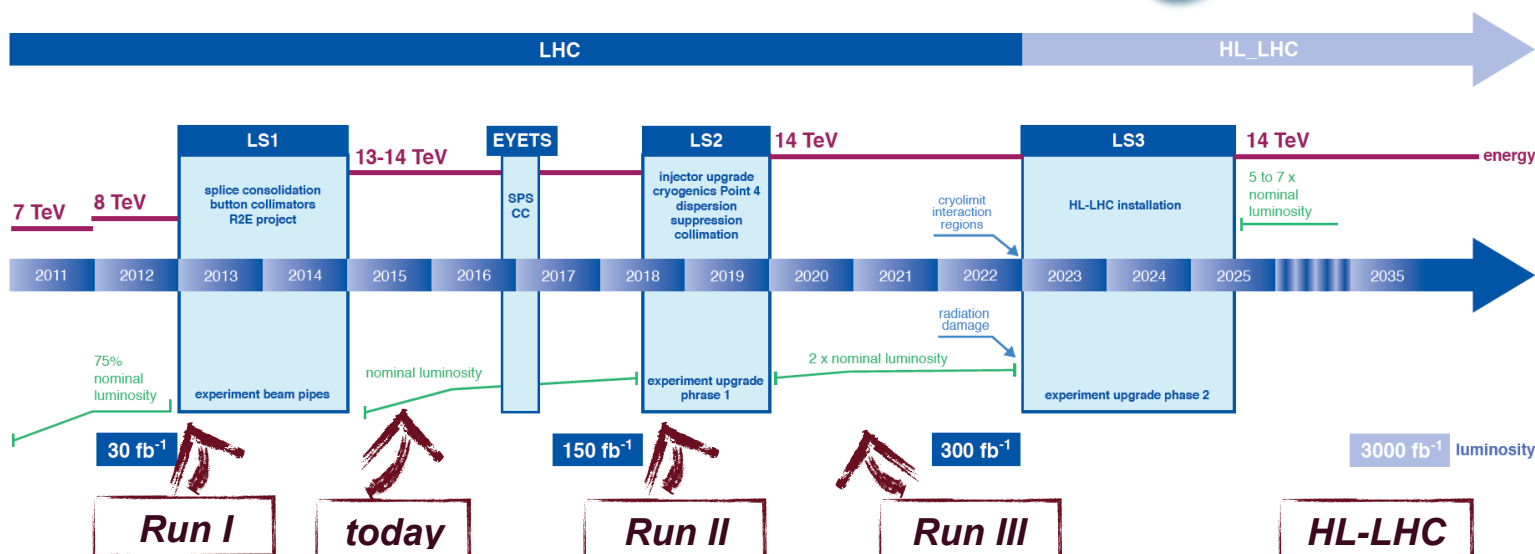 LHC
HL_LHC
LS1
EYETS
LS2
14 TeV
LS3
14 TeV
energy
13-14 TeV
7 TeV
8 TeV
splice consolidation
button collimators
R2E project
SPS
CC
injector upgrade
cryogenics Point 4
dispersion
suppression
collimation
cryolimit
interaction
regions
HL-LHC installation
5 to 7 x
nominal
luminosity
2011
2012
2013
2014
2015
2016
2017
2018
2019
2020
2021
2022
2023
2024
2025
2035
radiation
damage
75%
nominal
luminosity
experiment beam pipes
nominal luminosity
experiment upgrade
phrase 1
2 x nominal luminosity
experiment upgrade phase 2
30 fb⁻¹
150 fb⁻¹
300 fb⁻¹
3000 fb⁻¹
luminosity
Run I
today
Run II
Run III
HL-LHC